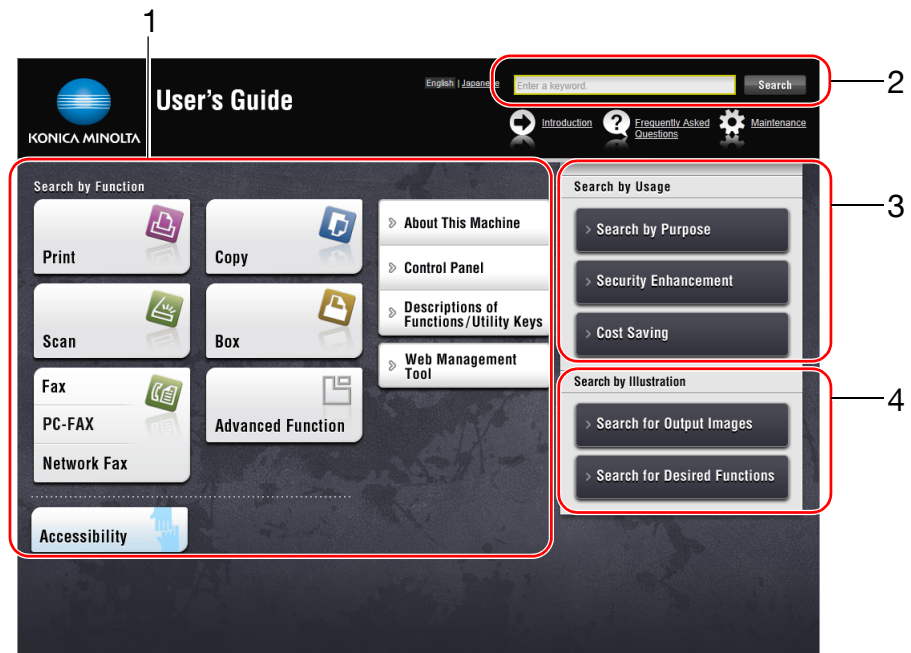 1
English | Japanese
Enter a keyword.
Search
2
User's Guide
KONICA MINOLTA
Introduction
Frequently Asked
Questions
Maintenance
Search by Function
Print
Copy
Scan
Box
Fax
PC-FAX
Network Fax
Advanced Function
Accessibility
About This Machine
Control Panel
Descriptions of
Functions/Utility Keys
Web Management
Tool
Search by Usage
3
Search by Purpose
Security Enhancement
Cost Saving
Search by Illustration
4
Search for Output Images
Search for Desired Functions